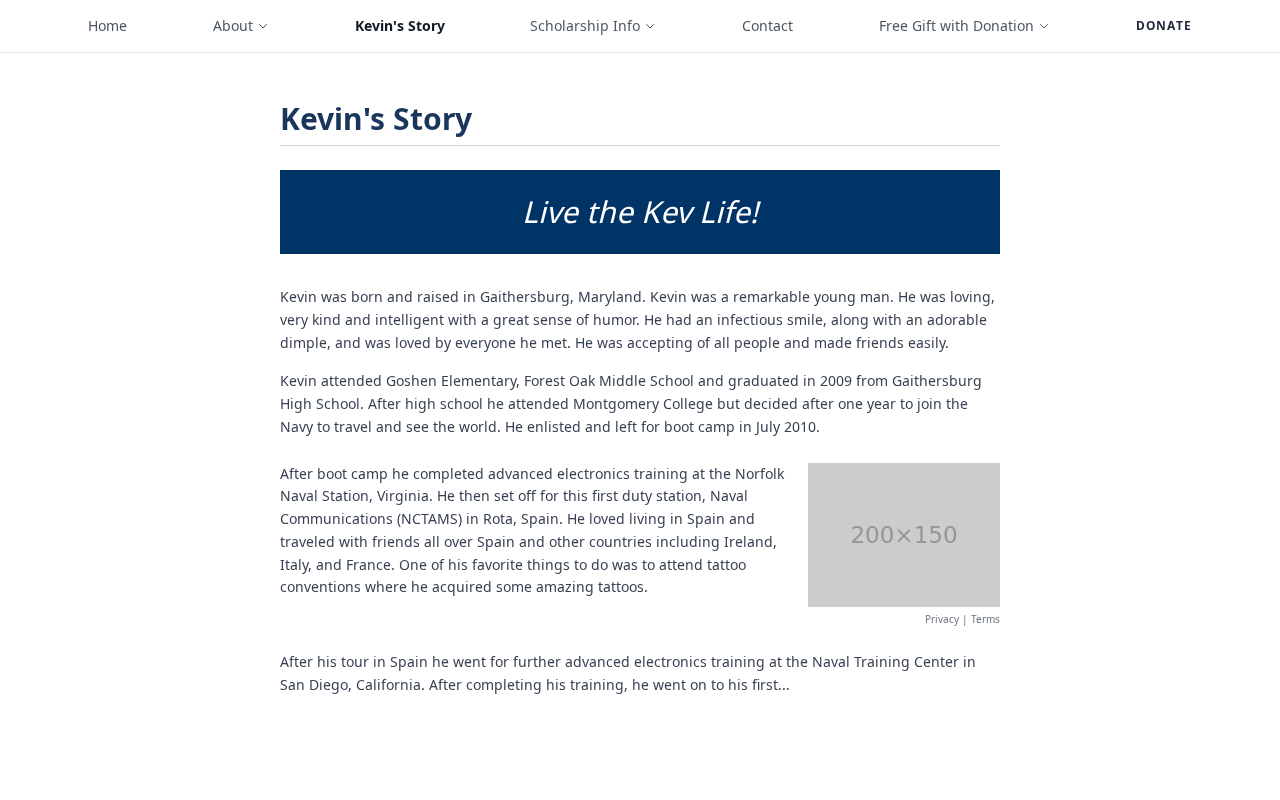 Home About Kevin's Story Scholarship Info Contact Free Gift with Donation DONATE
Kevin's Story
Live the Kev Life!
Kevin was born and raised in Gaithersburg, Maryland. Kevin was a remarkable young man. He was loving,
very kind and intelligent with a great sense of humor. He had an infectious smile, along with an adorable
dimple, and was loved by everyone he met. He was accepting of all people and made friends easily.
Kevin attended Goshen Elementary, Forest Oak Middle School and graduated in 2009 from Gaithersburg
High School. After high school he attended Montgomery College but decided after one year to join the
Navy to travel and see the world. He enlisted and left for boot camp in July 2010.
After boot camp he completed advanced electronics training at the Norfolk
Naval Station, Virginia. He then set off for this first duty station, Naval
Communications (NCTAMS) in Rota, Spain. He loved living in Spain and
traveled with friends all over Spain and other countries including Ireland,
Italy, and France. One of his favorite things to do was to attend tattoo
conventions where he acquired some amazing tattoos.
200×150
Privacy | Terms
After his tour in Spain he went for further advanced electronics training at the Naval Training Center in
San Diego, California. After completing his training, he went on to his first...